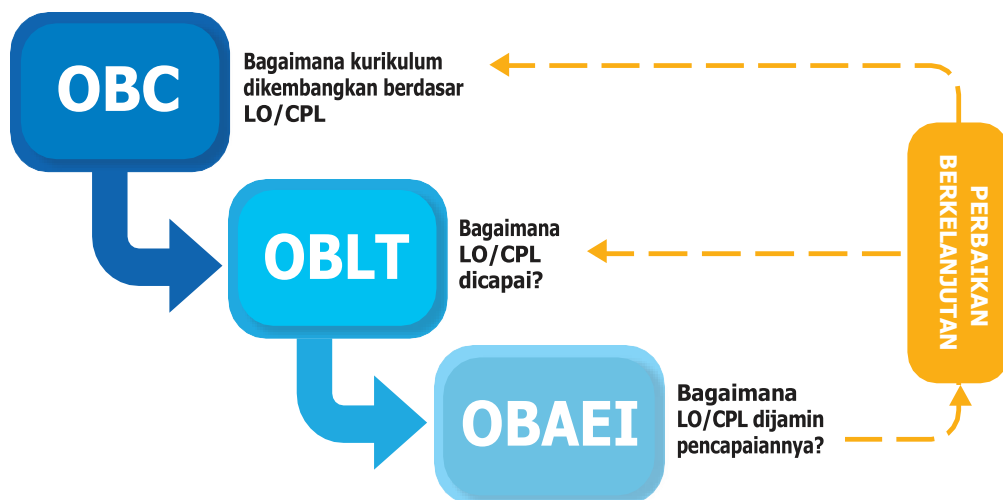 OBC
Bagaimana kurikulum
dikembangkan berdasar
LO/CPL
OBLT
Bagaimana
LO/CPL
dicapai?
OBAEI
Bagaimana
LO/CPL dijamin
pencapaiannya?
PERBAIKAN
BERKELANJUTAN